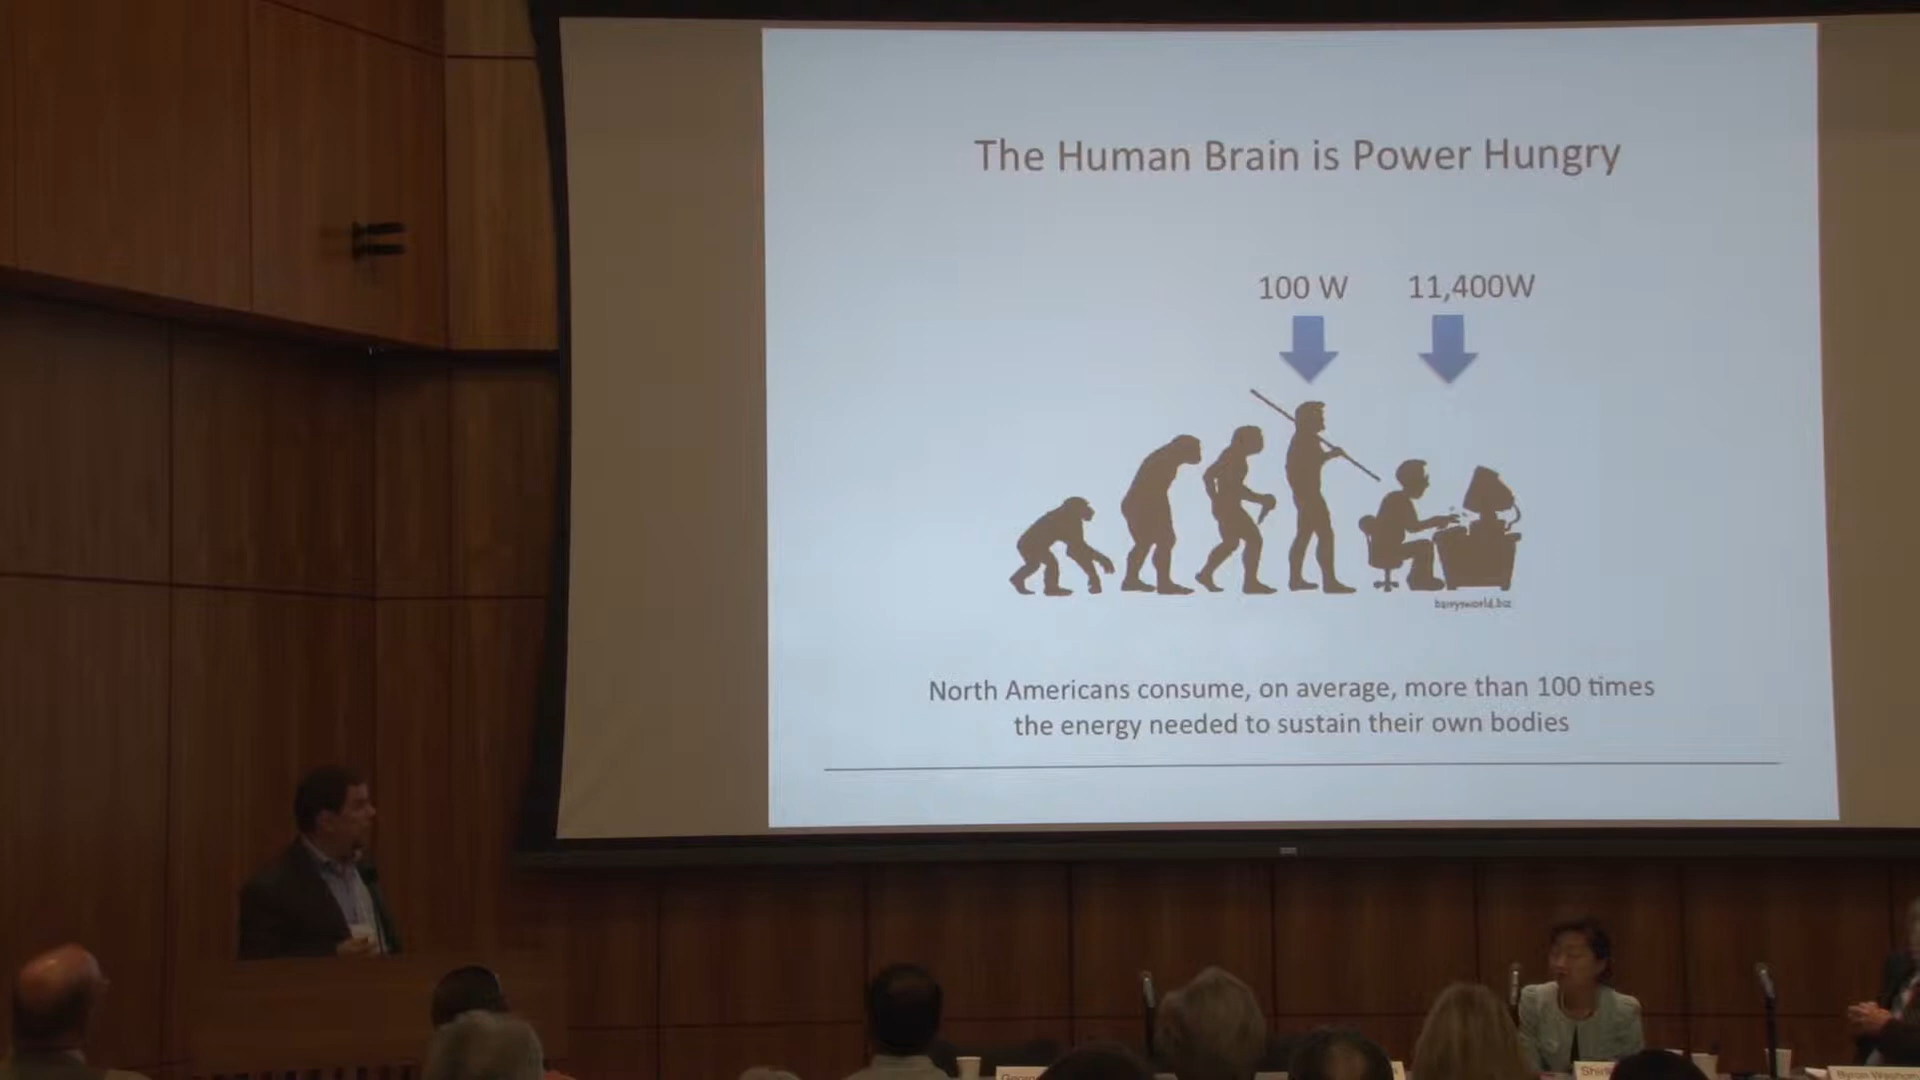 The Human Brain is Power Hungry
100 W
11,400W
barrysworld.biz
North Americans consume, on average, more than 100 times
the energy needed to sustain their own bodies